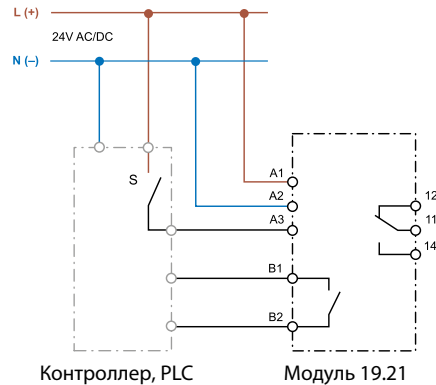 L (+)
24V AC/DC
N (–)
S
A1
A2
A3
B1
B2
12
11
14
Контроллер, PLC
Модуль 19.21